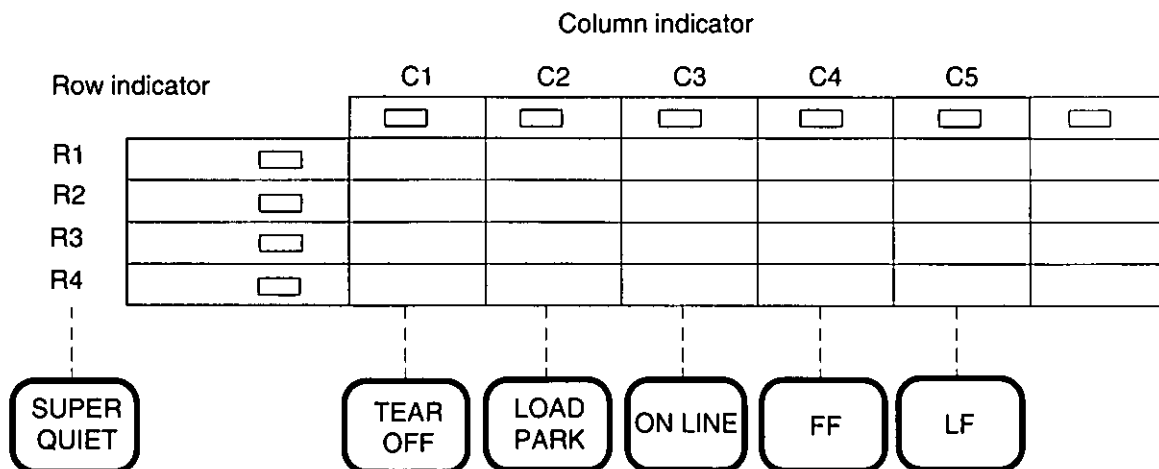 Column indicator
Row indicator
C1 C2 C3 C4 C5
R1
R2
R3
R4
SUPER QUIET
TEAR OFF
LOAD PARK
ON LINE
FF
LF